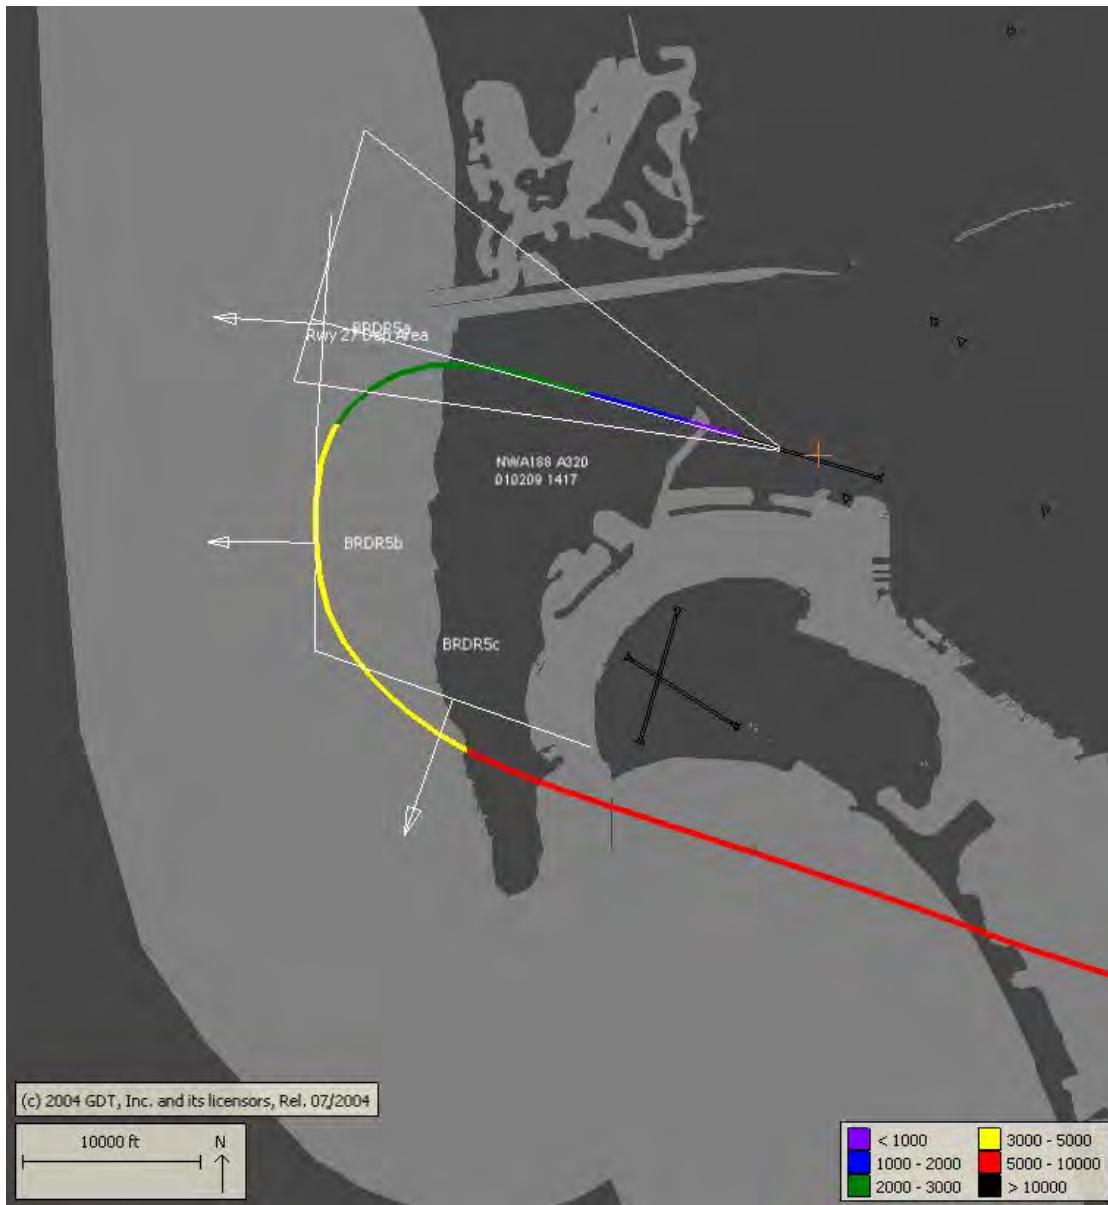 BRDR5a
Rwy 27 Dep Area
NWA188 A320
010209 1417
BRDR5b
BRDR5c
(c) 2004 GDT, Inc. and its licensors, Rel. 07/2004
10000 ft N
< 1000 3000 - 5000
1000 - 2000 5000 - 10000
2000 - 3000 > 10000